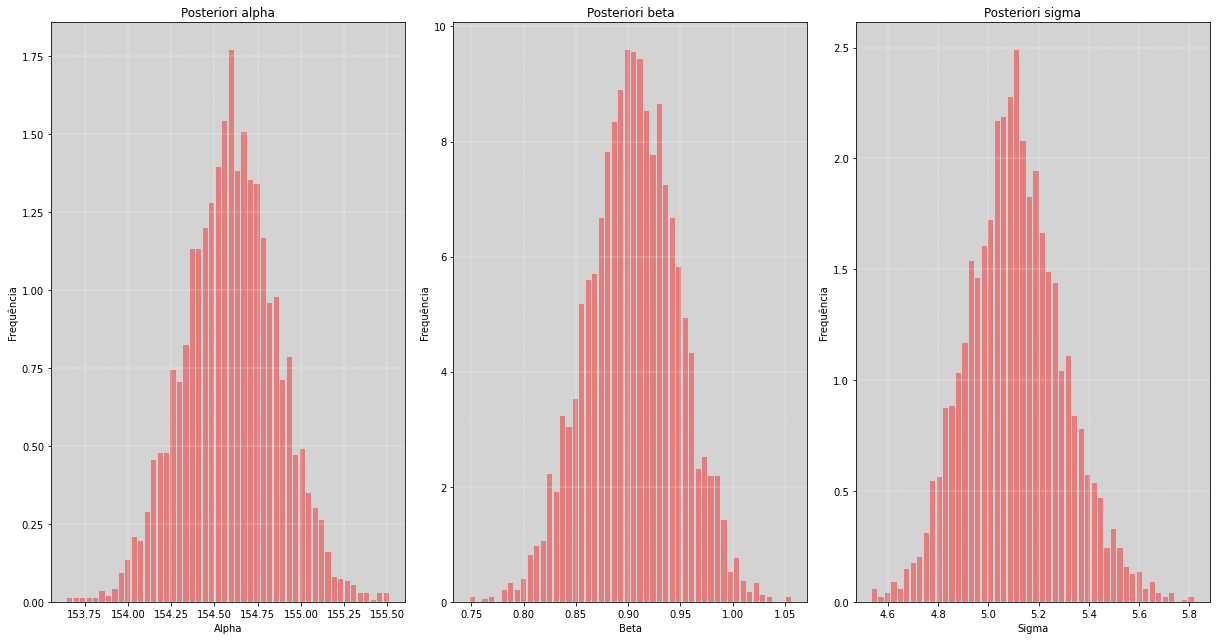 Posteriori alpha
1.75
1.50
1.25
1.00
0.75
0.50
0.25
0.00
Frequência
153.75 154.00 154.25 154.50 154.75 155.00 155.25 155.50
Alpha
Posteriori beta
10
8
6
4
2
0
Frequência
0.75 0.80 0.85 0.90 0.95 1.00 1.05
Beta
Posteriori sigma
2.5
2.0
1.5
1.0
0.5
0.0
Frequência
4.6 4.8 5.0 5.2 5.4 5.6 5.8
Sigma